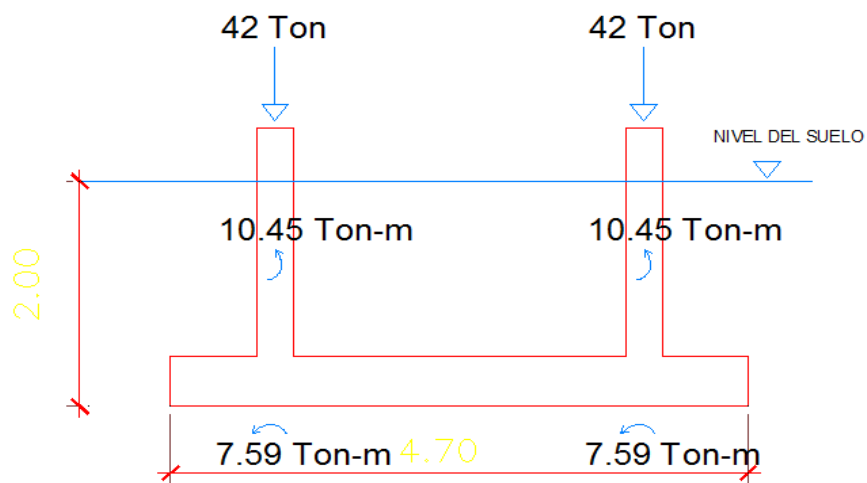 42 Ton
42 Ton
NIVEL DEL SUELO
10.45 Ton-m
10.45 Ton-m
2.00
7.59 Ton-m
4.70
7.59 Ton-m